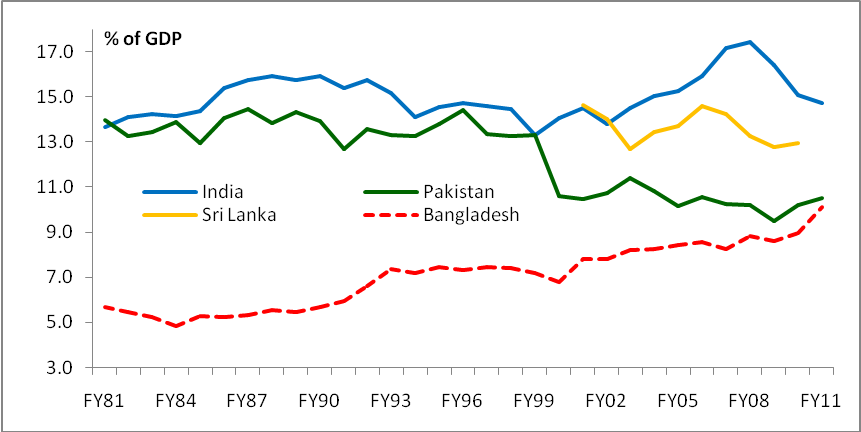 % of GDP
17.0
15.0
13.0
11.0
9.0
7.0
5.0
3.0
India
Pakistan
Sri Lanka
Bangladesh
FY81 FY84 FY87 FY90 FY93 FY96 FY99 FY02 FY05 FY08 FY11